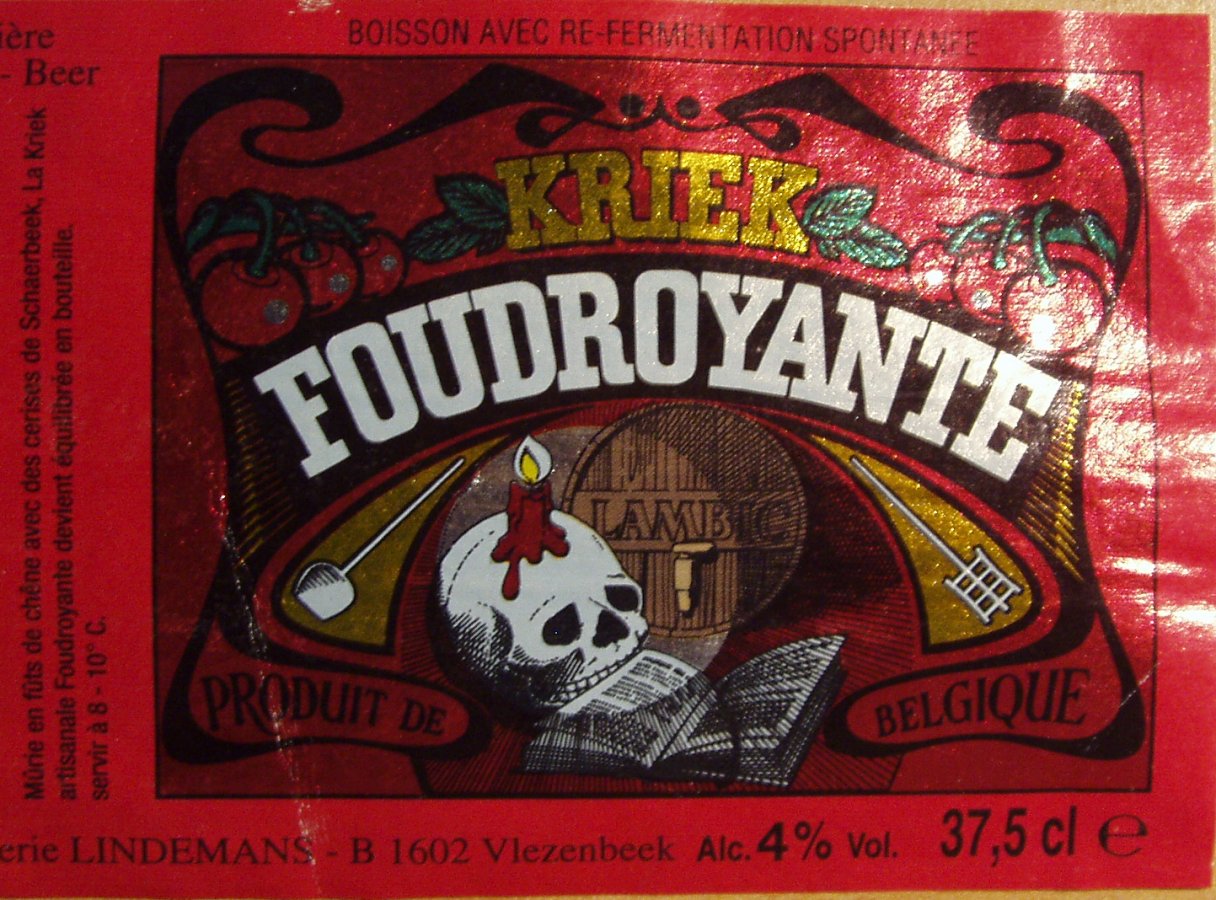 ière
- Beer
BOISSON AVEC RE-FERMENTATION SPONTANEE
Mûrie en fûts de chêne avec des cerises de Schaerbeek, La Kriek
artisanale Foudroyante devient équilibrée en bouteille.
servir à 8 - 10° C.
KRIEK
FOUDROYANTE
LAMBIC
PRODUIT DE
BELGIQUE
erie LINDEMANS - B 1602 Vlezenbeek Alc. 4% Vol. 37,5 cl e